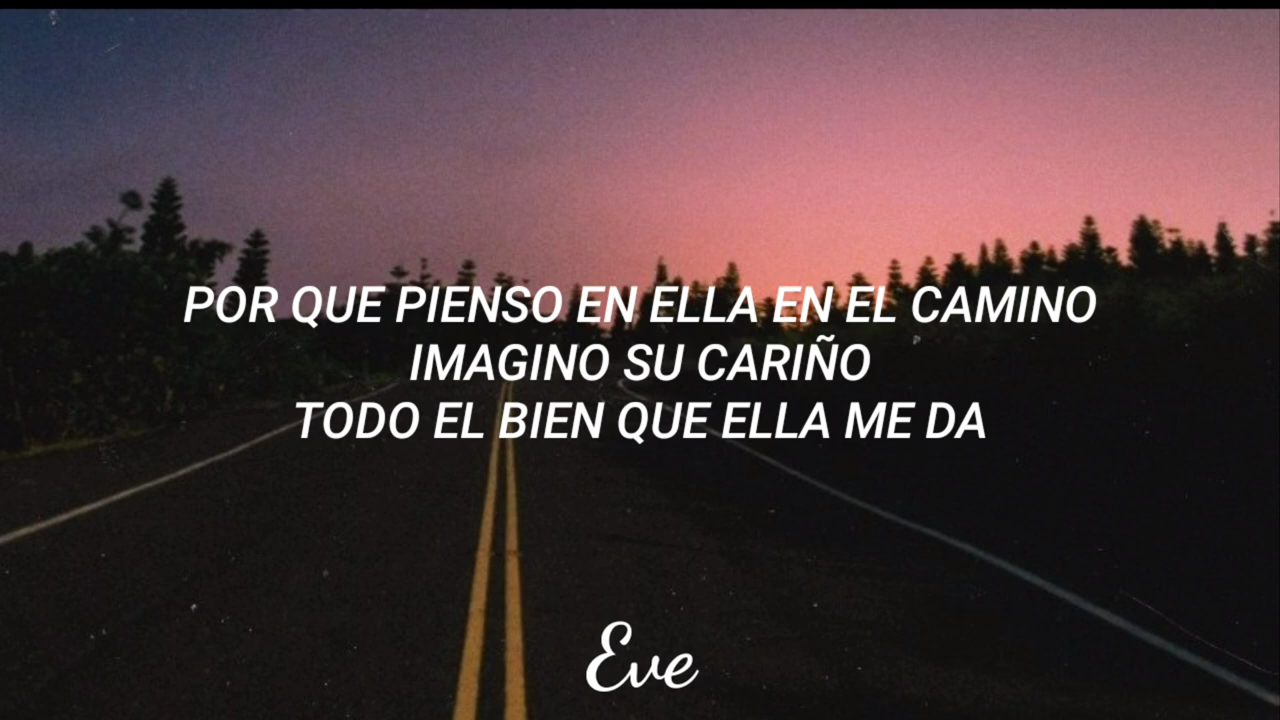 POR QUE PIENSO EN ELLA EN EL CAMINO
IMAGINO SU CARIÑO
TODO EL BIEN QUE ELLA ME DA
Eve